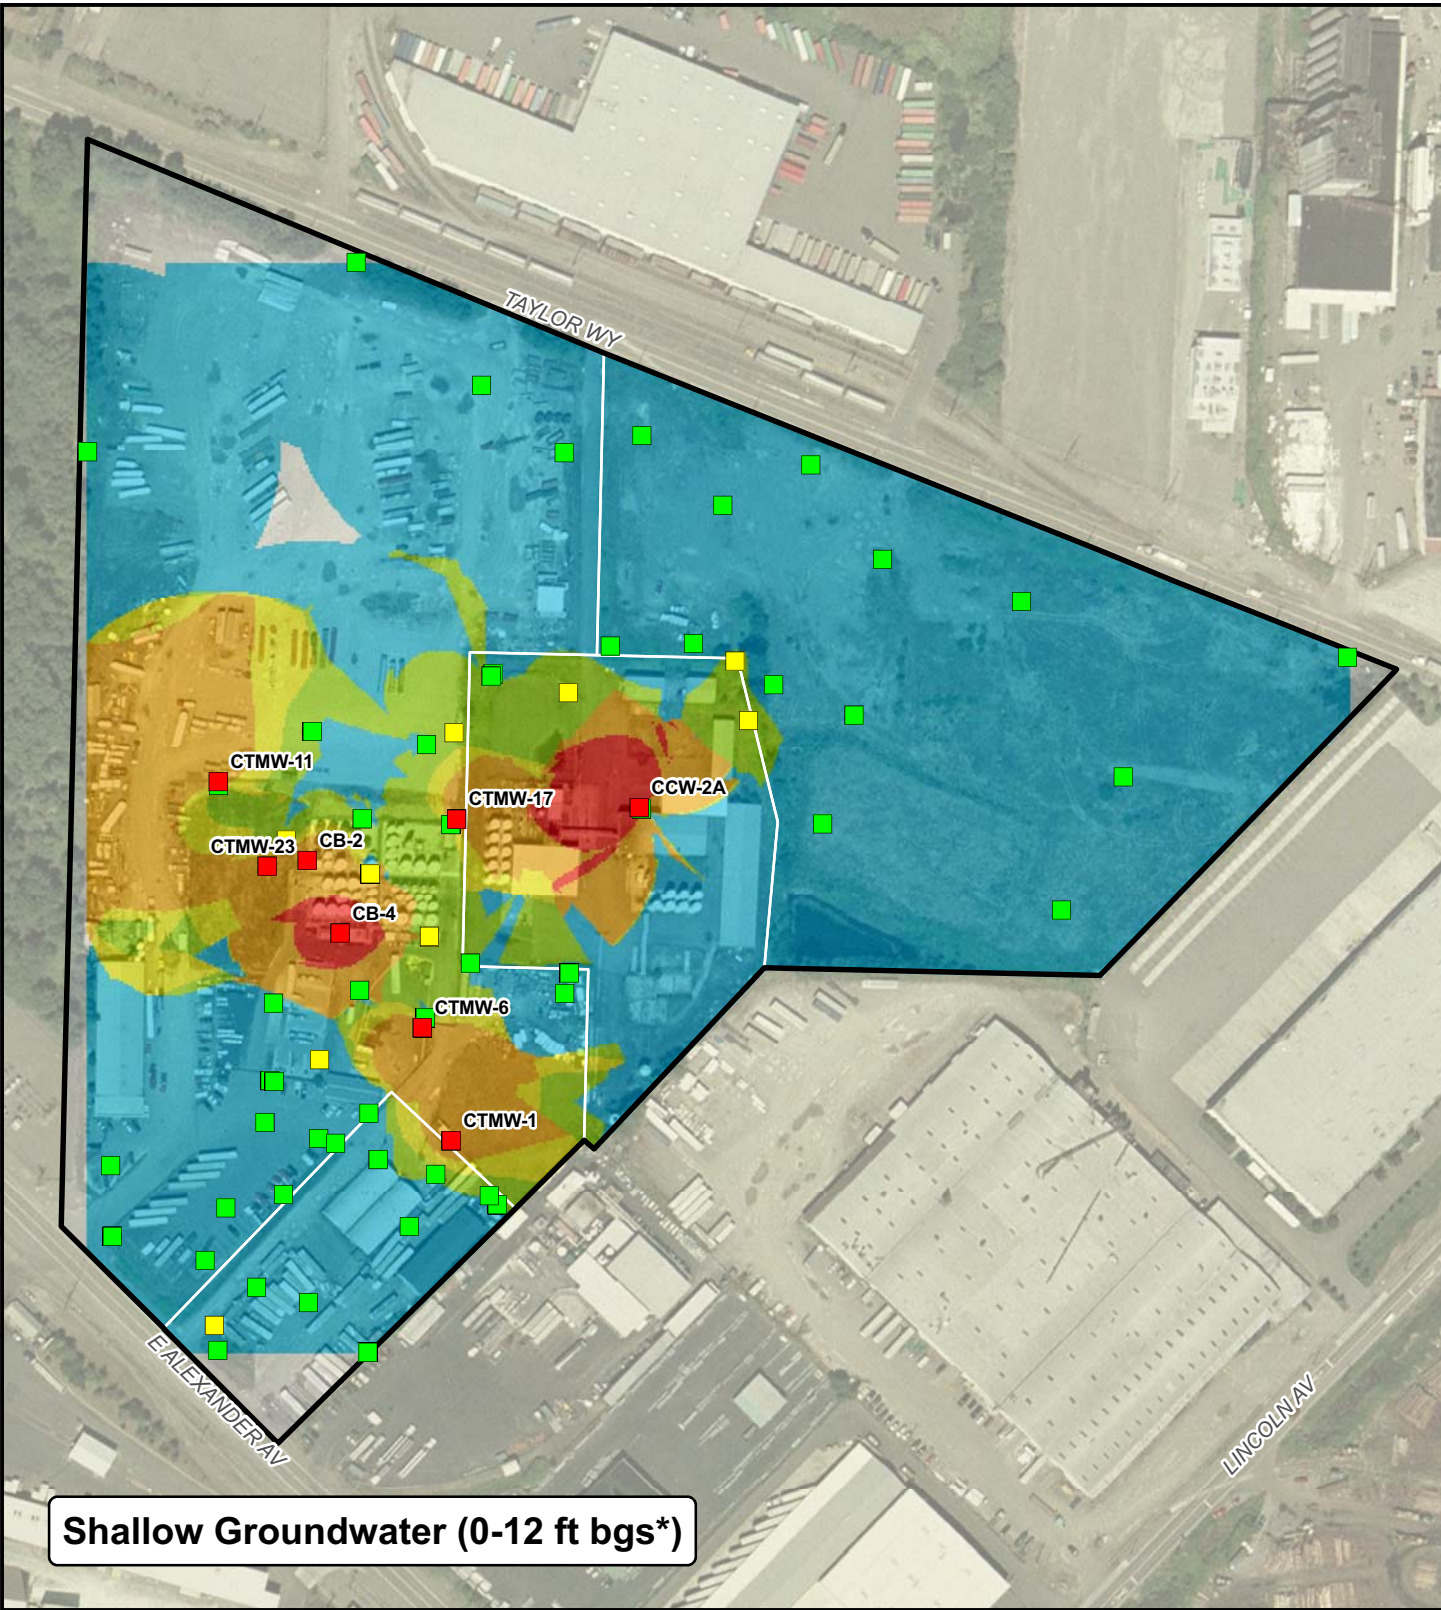 TAYLOR WY
CTMW-11
CCW-2A
CTMW-17
CB-2
CTMW-23
CB-4
CTMW-6
CTMW-1
E ALEXANDER AV
LINCOLN AV
Shallow Groundwater (0-12 ft bgs*)